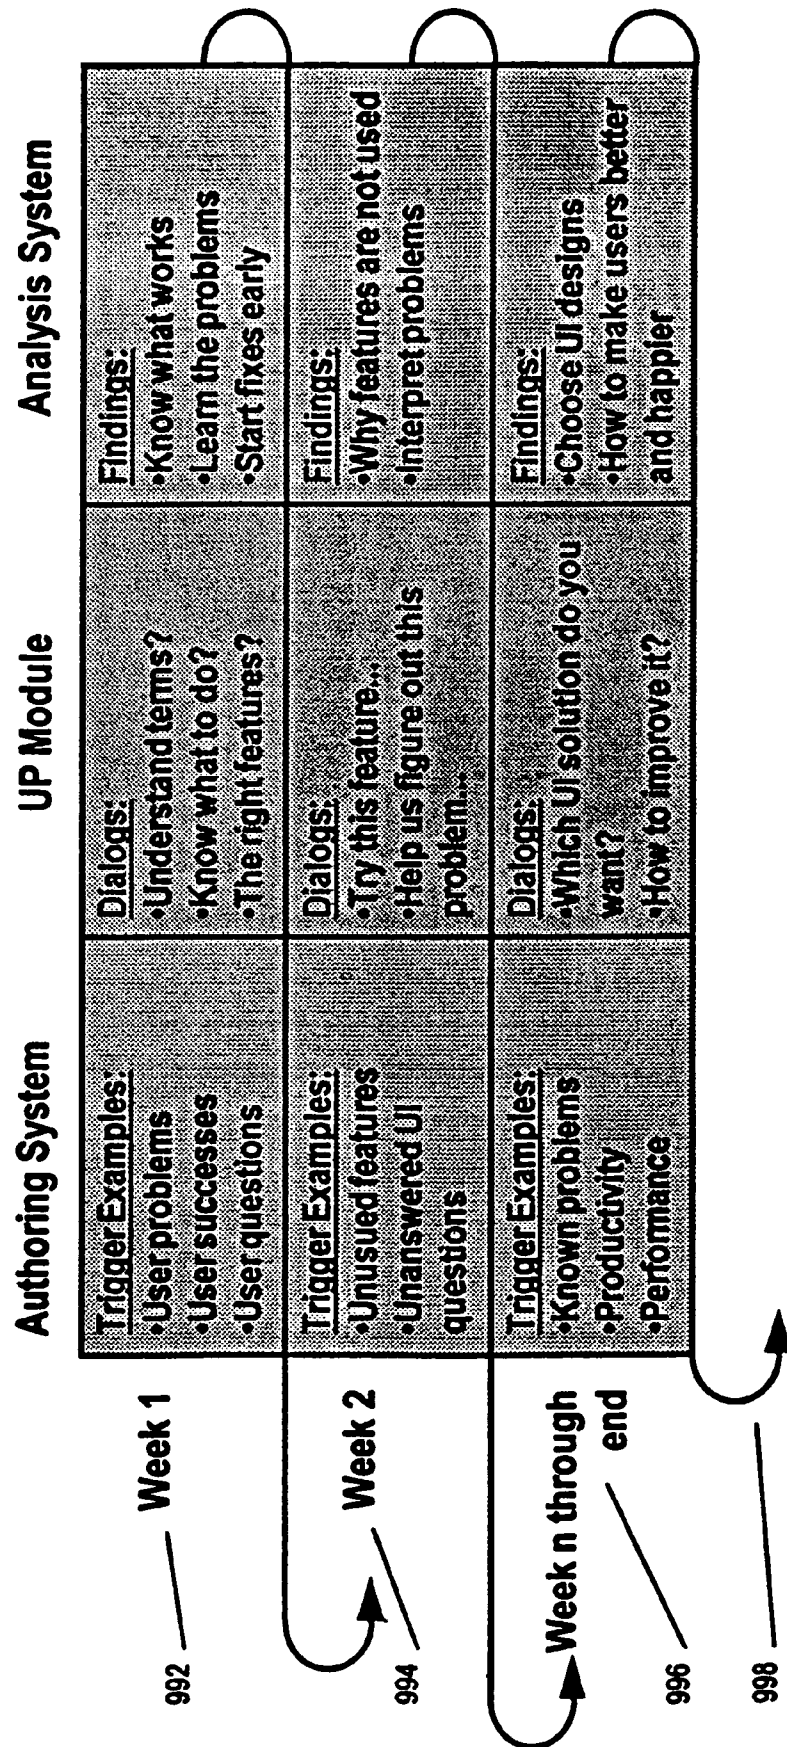 Authoring System
UP Module
Analysis System
992
Week 1
Trigger Examples:
•User problems
•User successes
•User questions
Dialogs:
•Understand terms?
•Know what to do?
•The right features?
Findings:
•Know what works
•Learn the problems
•Start fixes early
994
Week 2
Trigger Examples:
•Unusued features
•Unanswered UI
questions
Dialogs:
•Try this feature...
•Help us figure out this
problem...
Findings:
•Why features are not used
•Interpret problems
996
Week n through
end
Trigger Examples:
•Known problems
•Productivity
•Performance
Dialogs:
•Which UI solution do you
want?
•How to improve it?
Findings:
•Choose UI designs
•How to make users better
and happier
998